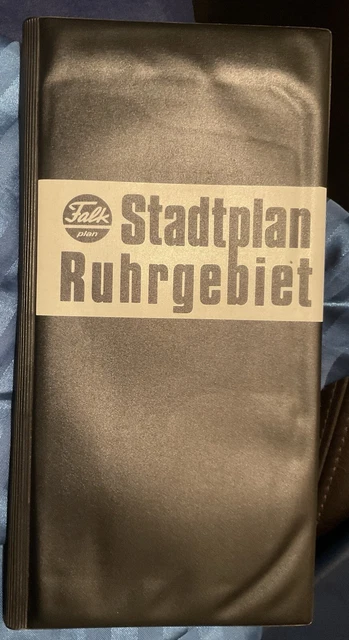 Falk
plan
Stadtplan
Ruhrgebiet